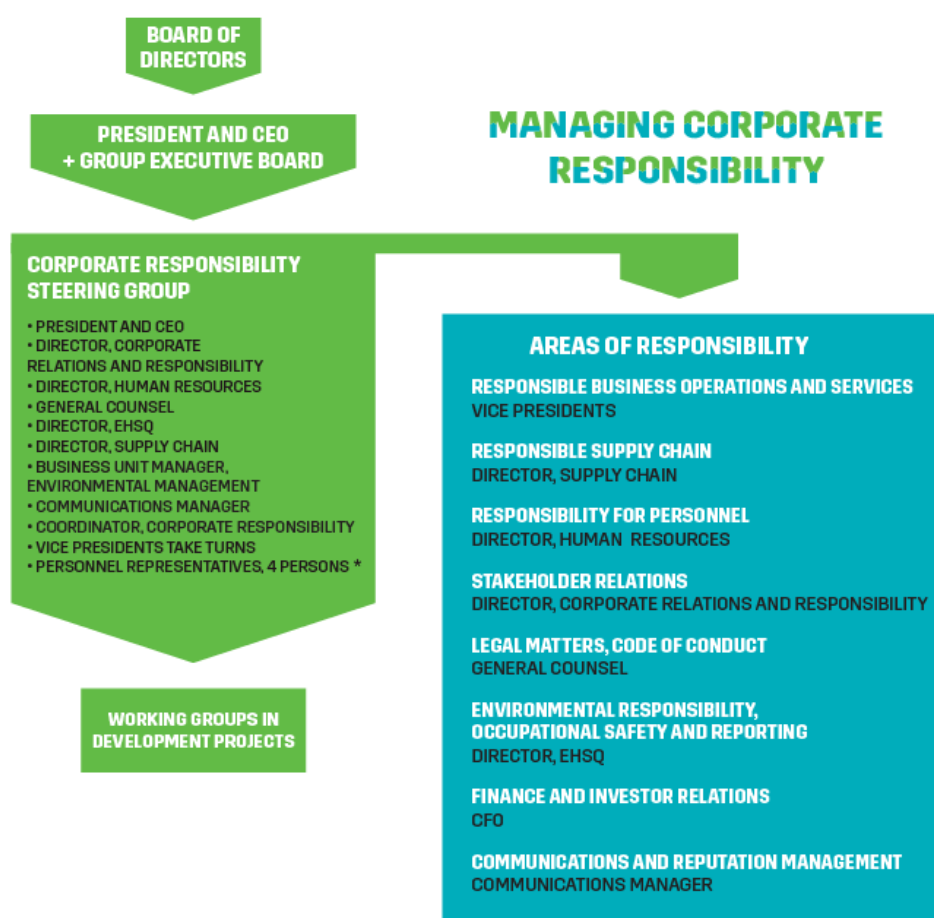 BOARD OF
DIRECTORS
PRESIDENT AND CEO
+ GROUP EXECUTIVE BOARD
MANAGING CORPORATE
RESPONSIBILITY
CORPORATE RESPONSIBILITY
STEERING GROUP
• PRESIDENT AND CEO
• DIRECTOR, CORPORATE
RELATIONS AND RESPONSIBILITY
• DIRECTOR, HUMAN RESOURCES
• GENERAL COUNSEL
• DIRECTOR, EHSQ
• DIRECTOR, SUPPLY CHAIN
• BUSINESS UNIT MANAGER,
ENVIRONMENTAL MANAGEMENT
• COMMUNICATIONS MANAGER
• COORDINATOR, CORPORATE RESPONSIBILITY
• VICE PRESIDENTS TAKE TURNS
• PERSONNEL REPRESENTATIVES, 4 PERSONS *
WORKING GROUPS IN
DEVELOPMENT PROJECTS
AREAS OF RESPONSIBILITY
RESPONSIBLE BUSINESS OPERATIONS AND SERVICES
VICE PRESIDENTS
RESPONSIBLE SUPPLY CHAIN
DIRECTOR, SUPPLY CHAIN
RESPONSIBILITY FOR PERSONNEL
DIRECTOR, HUMAN RESOURCES
STAKEHOLDER RELATIONS
DIRECTOR, CORPORATE RELATIONS AND RESPONSIBILITY
LEGAL MATTERS, CODE OF CONDUCT
GENERAL COUNSEL
ENVIRONMENTAL RESPONSIBILITY,
OCCUPATIONAL SAFETY AND REPORTING
DIRECTOR, EHSQ
FINANCE AND INVESTOR RELATIONS
CFO
COMMUNICATIONS AND REPUTATION MANAGEMENT
COMMUNICATIONS MANAGER